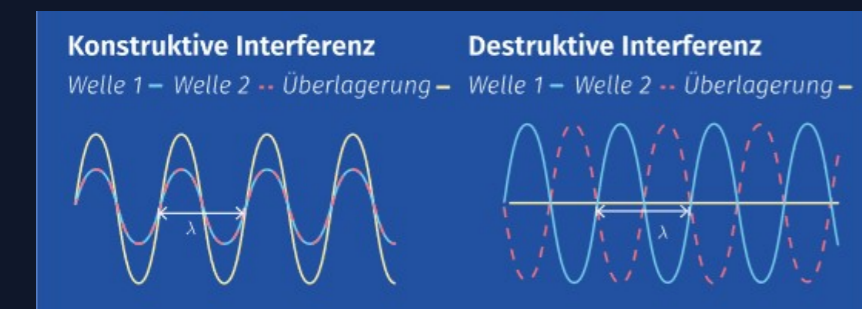 Konstruktive Interferenz
Welle 1 – Welle 2 -- Überlagerung –
λ
Destruktive Interferenz
Welle 1 – Welle 2 -- Überlagerung –
λ